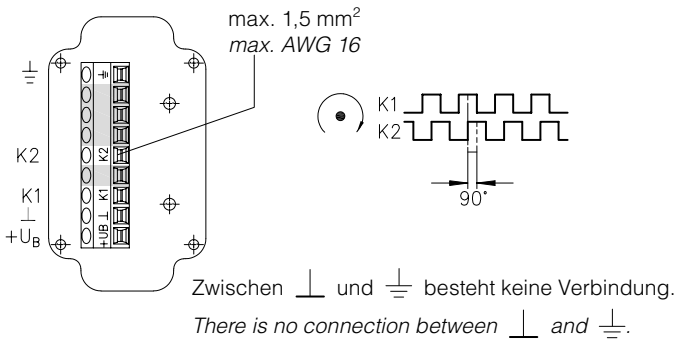 max. 1,5 mm²
max. AWG 16
⏚
K2
K1
⊥
+U_B
⏚
K2
K1
⊥
+UB
K1
K2
90°
Zwischen ⊥ und ⏚ besteht keine Verbindung.
There is no connection between ⊥ and ⏚.